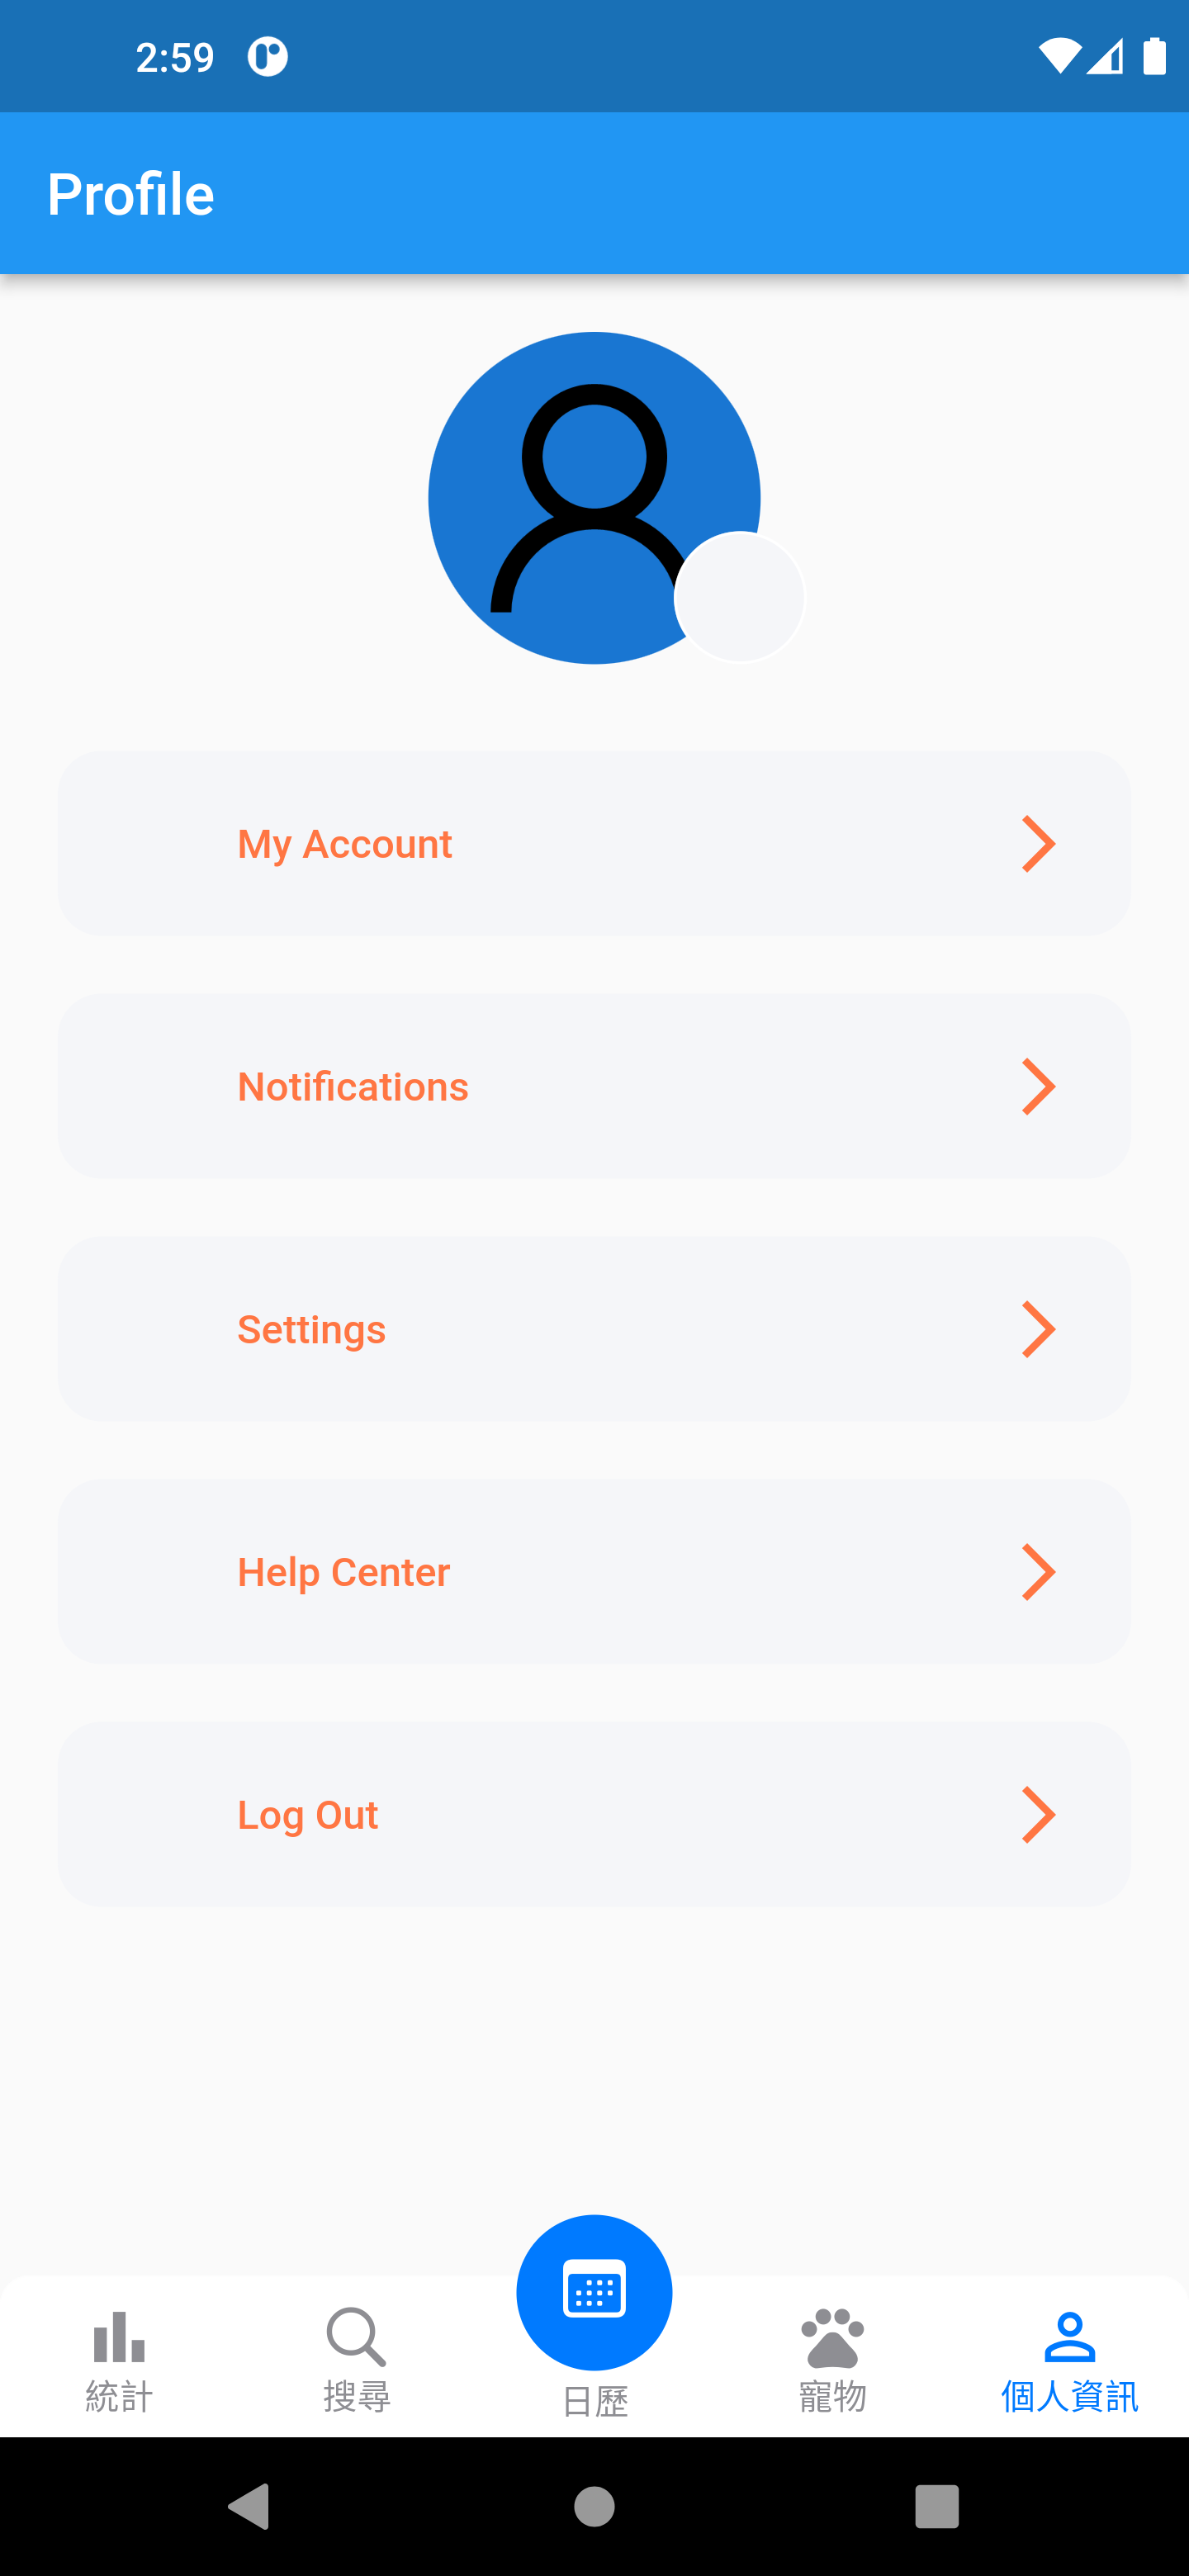 2:59
Profile
My Account
Notifications
Settings
Help Center
Log Out
統計
搜尋
日歷
寵物
個人資訊